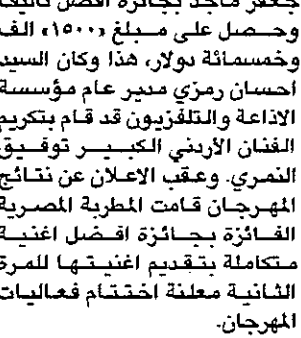 جعفر ماجد بجائزة افضل تأليف
وحصل على مبلغ «١٥٠٠» الف
وخمسمائة دولار، هذا وكان السيد
احسان رمزي مدير عام مؤسسة
الاذاعة والتلفزيون قد قام بتكريم
الفنان الأردني الكبير توفيق
النمري. وعقب الاعلان عن نتائج
المهرجان قامت المطربة المصرية
الفائزة بجائزة افضل اغنية
متكاملة بتقديم اغنيتها للمرة
الثانية معلنة اختتام فعاليات
المهرجان.